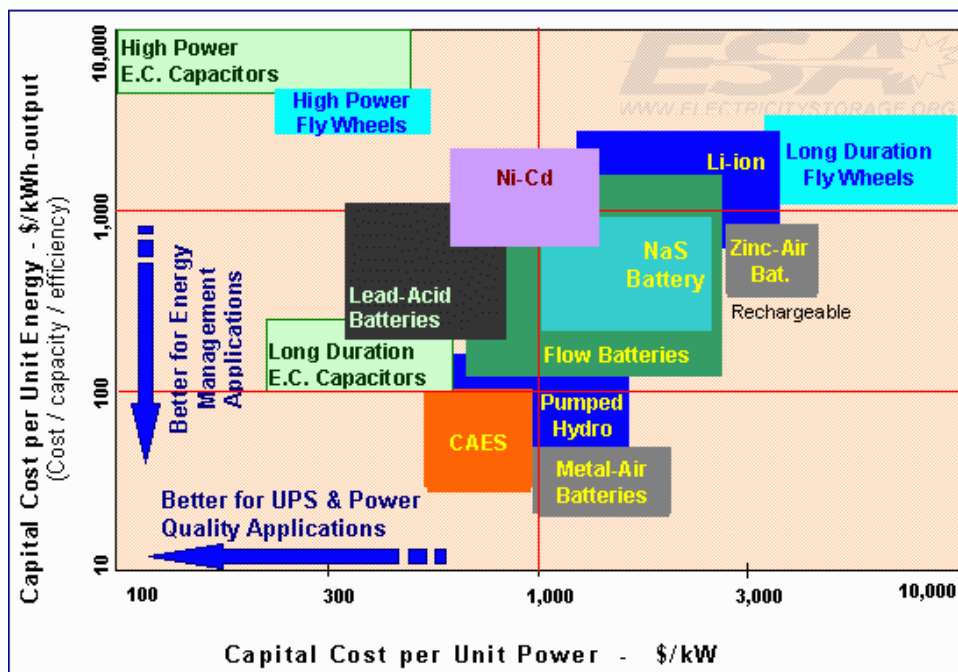 ESA
WWW.ELECTRICITYSTORAGE.ORG
Capital Cost per Unit Energy - $/kWh-output
(Cost / capacity / efficiency)
10,000
1,000
100
10
High Power
E.C. Capacitors
High Power
Fly Wheels
Ni-Cd
Li-ion
Long Duration
Fly Wheels
Lead-Acid
Batteries
NaS
Battery
Zinc-Air
Bat.
Rechargeable
Flow Batteries
Long Duration
E.C. Capacitors
Better for Energy
Management
Applications
CAES
Pumped
Hydro
Metal-Air
Batteries
Better for UPS & Power
Quality Applications
100
300
1,000
3,000
10,000
Capital Cost per Unit Power - $/kW